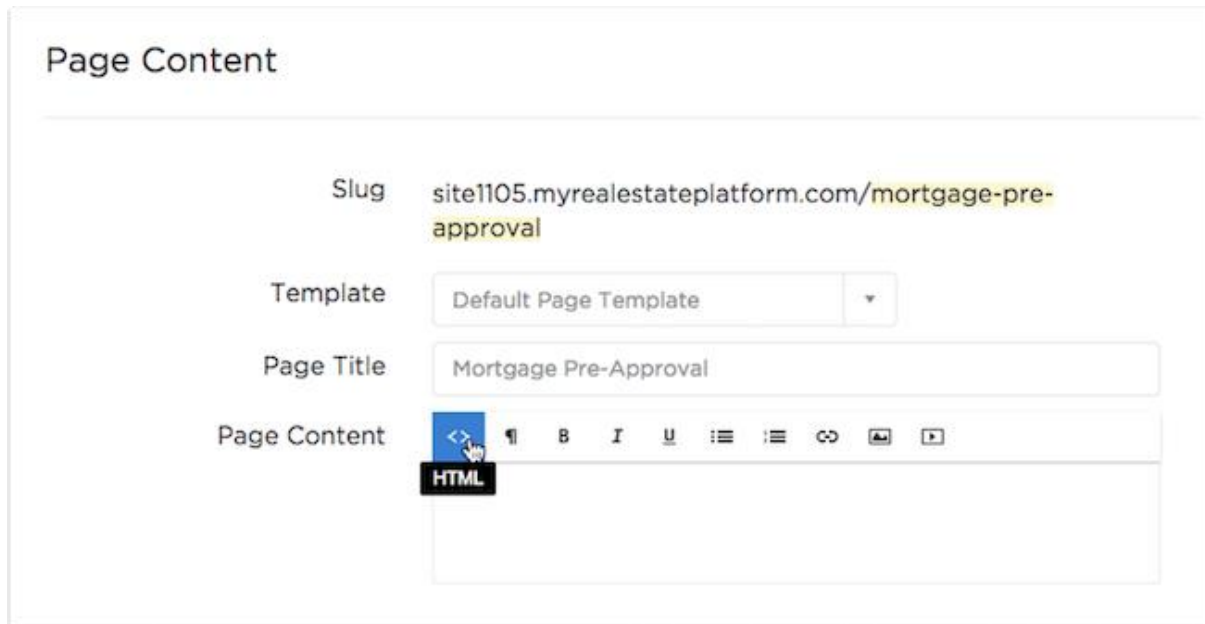 Page Content
Slug
site1105.myrealestateplatform.com/mortgage-pre-
approval
Template
Default Page Template
Page Title
Mortgage Pre-Approval
Page Content
<> ¶ B I U
HTML